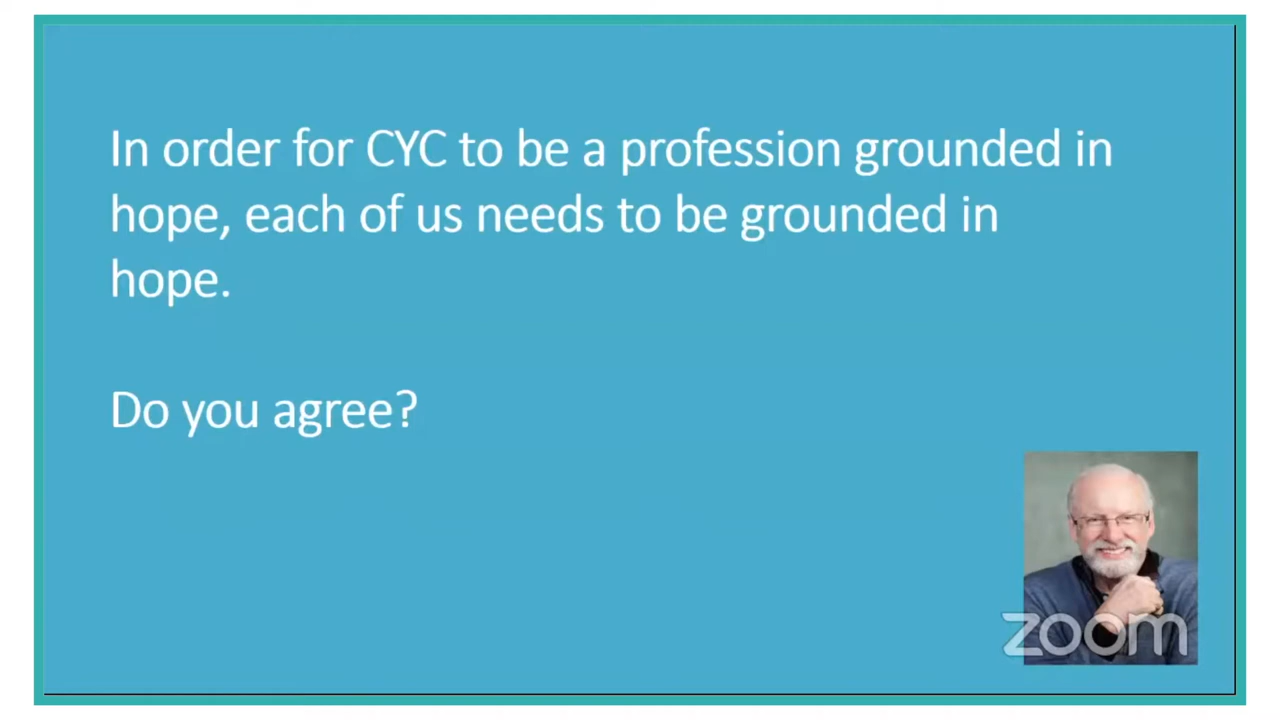 In order for CYC to be a profession grounded in
hope, each of us needs to be grounded in
hope.
Do you agree?
zoom